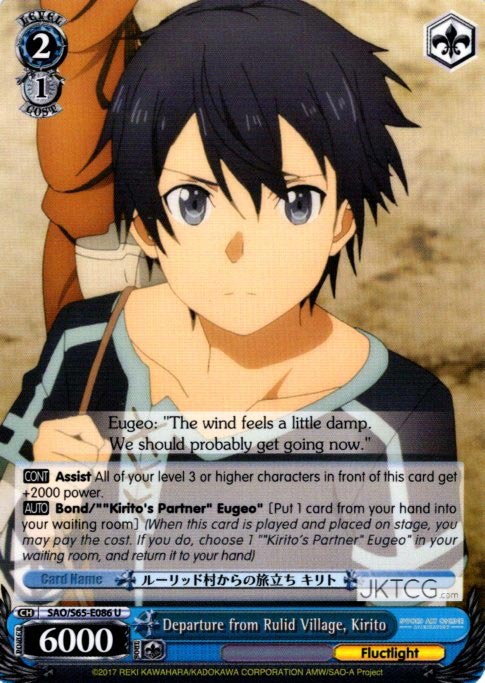 LEVEL
2
1
COST
Eugeo: "The wind feels a little damp.
We should probably get going now."
CONT Assist All of your level 3 or higher characters in front of this card get
+2000 power.
AUTO Bond/""Kirito's Partner" Eugeo" [Put 1 card from your hand into
your waiting room] (When this card is played and placed on stage, you
may pay the cost. If you do, choose 1 ""Kirito's Partner" Eugeo" in your
waiting room, and return it to your hand)
Card Name ルーリッド村からの旅立ち キリト
JKTCG.com
CH SAO/S65-E086 U
POWER 6000 SOUL Departure from Rulid Village, Kirito
SWORD ART ONLINE
Fluctlight
©2017 REKI KAWAHARA/KADOKAWA CORPORATION AMW/SAO-A Project